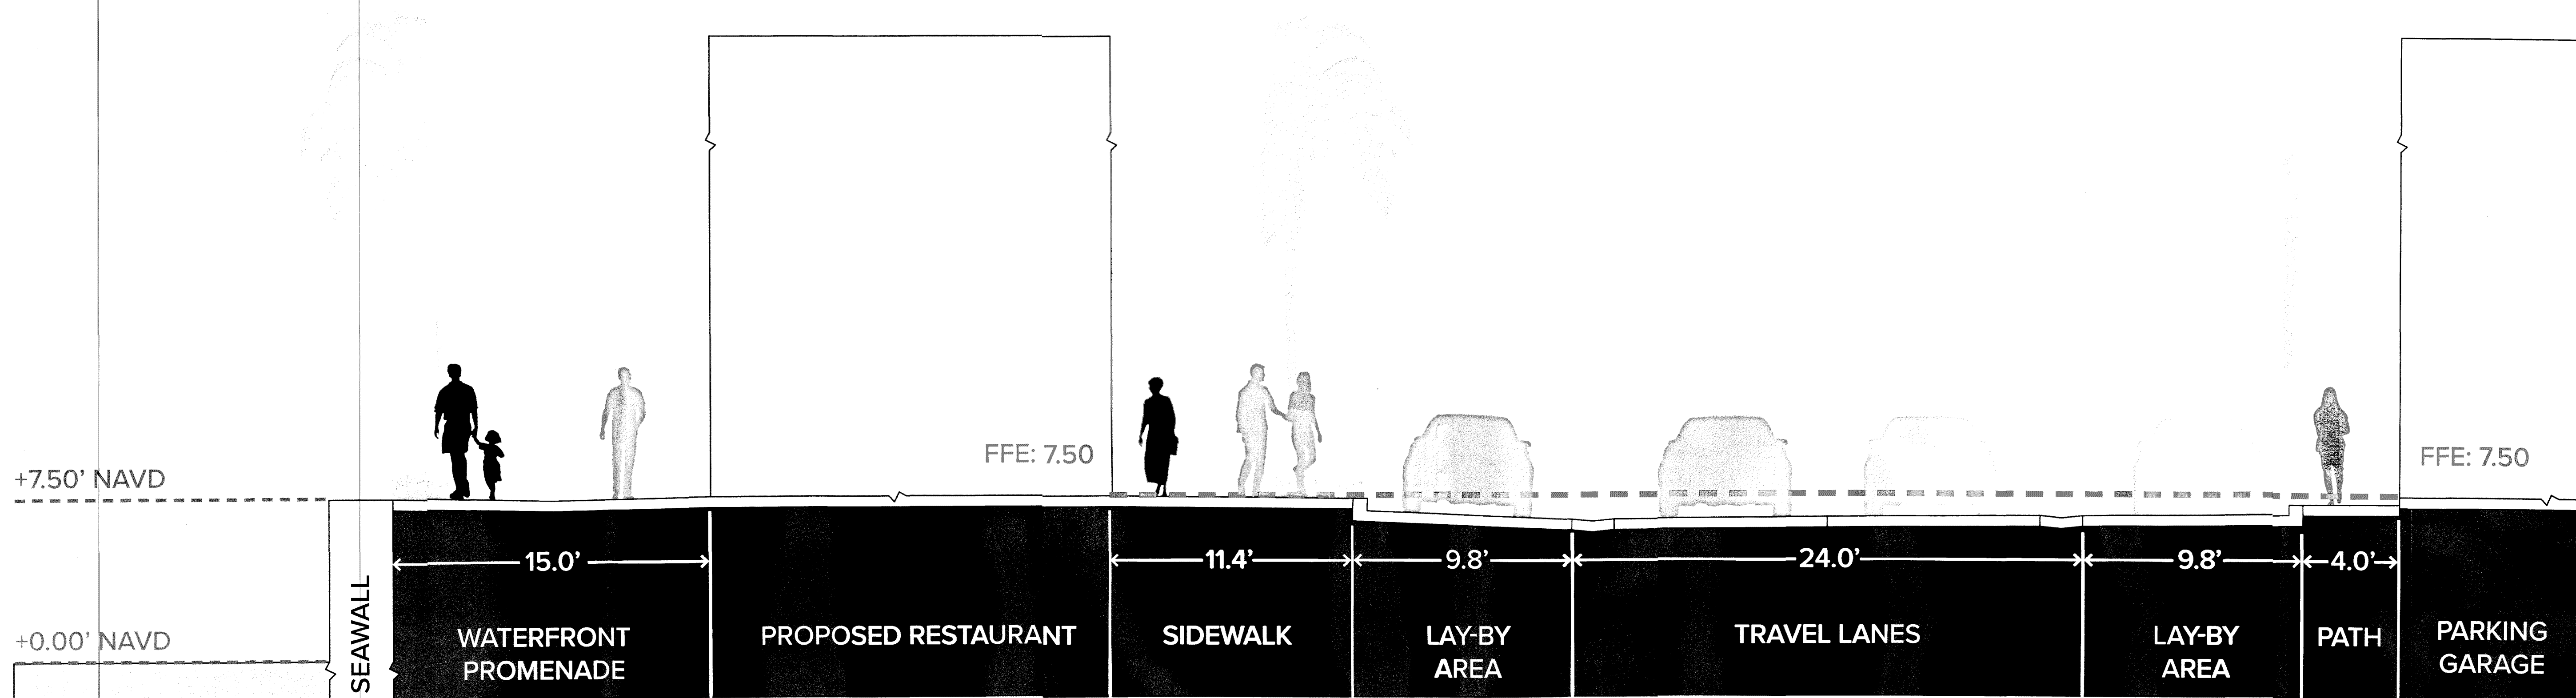 FFE: 7.50
FFE: 7.50
+7.50’ NAVD
15.0’
11.4’
9.8’
24.0’
9.8’
4.0’
+0.00’ NAVD
SEAWALL
WATERFRONT
PROMENADE
PROPOSED RESTAURANT
SIDEWALK
LAY-BY
AREA
TRAVEL LANES
LAY-BY
AREA
PATH
PARKING
GARAGE